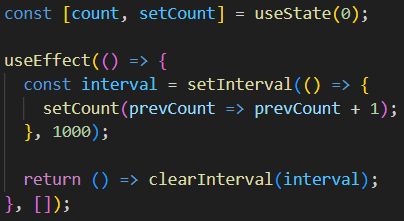 const [count, setCount] = useState(0);

useEffect(() => {
  const interval = setInterval(() => {
    setCount(prevCount => prevCount + 1);
  }, 1000);

  return () => clearInterval(interval);
}, []);